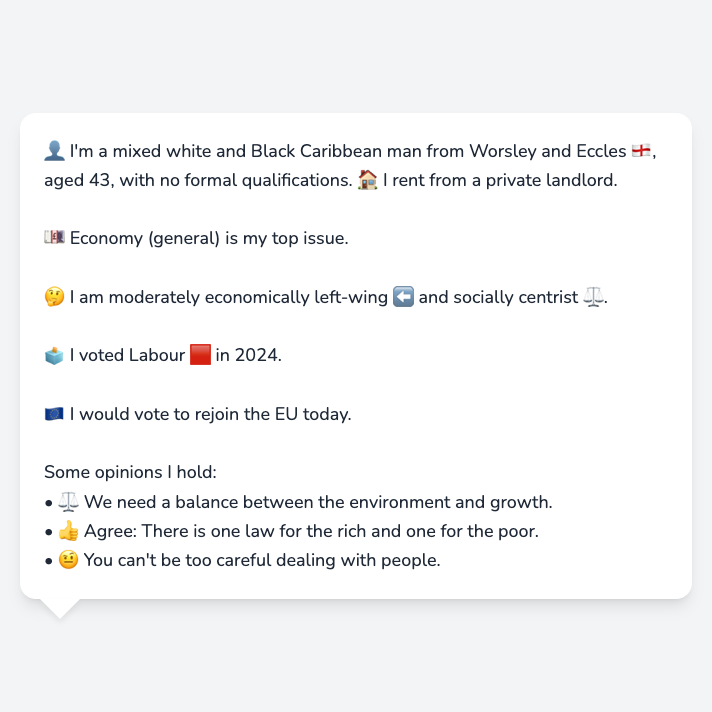 👤 I'm a mixed white and Black Caribbean man from Worsley and Eccles 🏴󠁧󠁢󠁥󠁮󠁧󠁿,
aged 43, with no formal qualifications. 🏠 I rent from a private landlord.
💷 Economy (general) is my top issue.
🤔 I am moderately economically left-wing ⬅️ and socially centrist ⚖️.
🗳️ I voted Labour 🟥 in 2024.
🇪🇺 I would vote to rejoin the EU today.
Some opinions I hold:
• ⚖️ We need a balance between the environment and growth.
• 👍 Agree: There is one law for the rich and one for the poor.
• 🤨 You can't be too careful dealing with people.